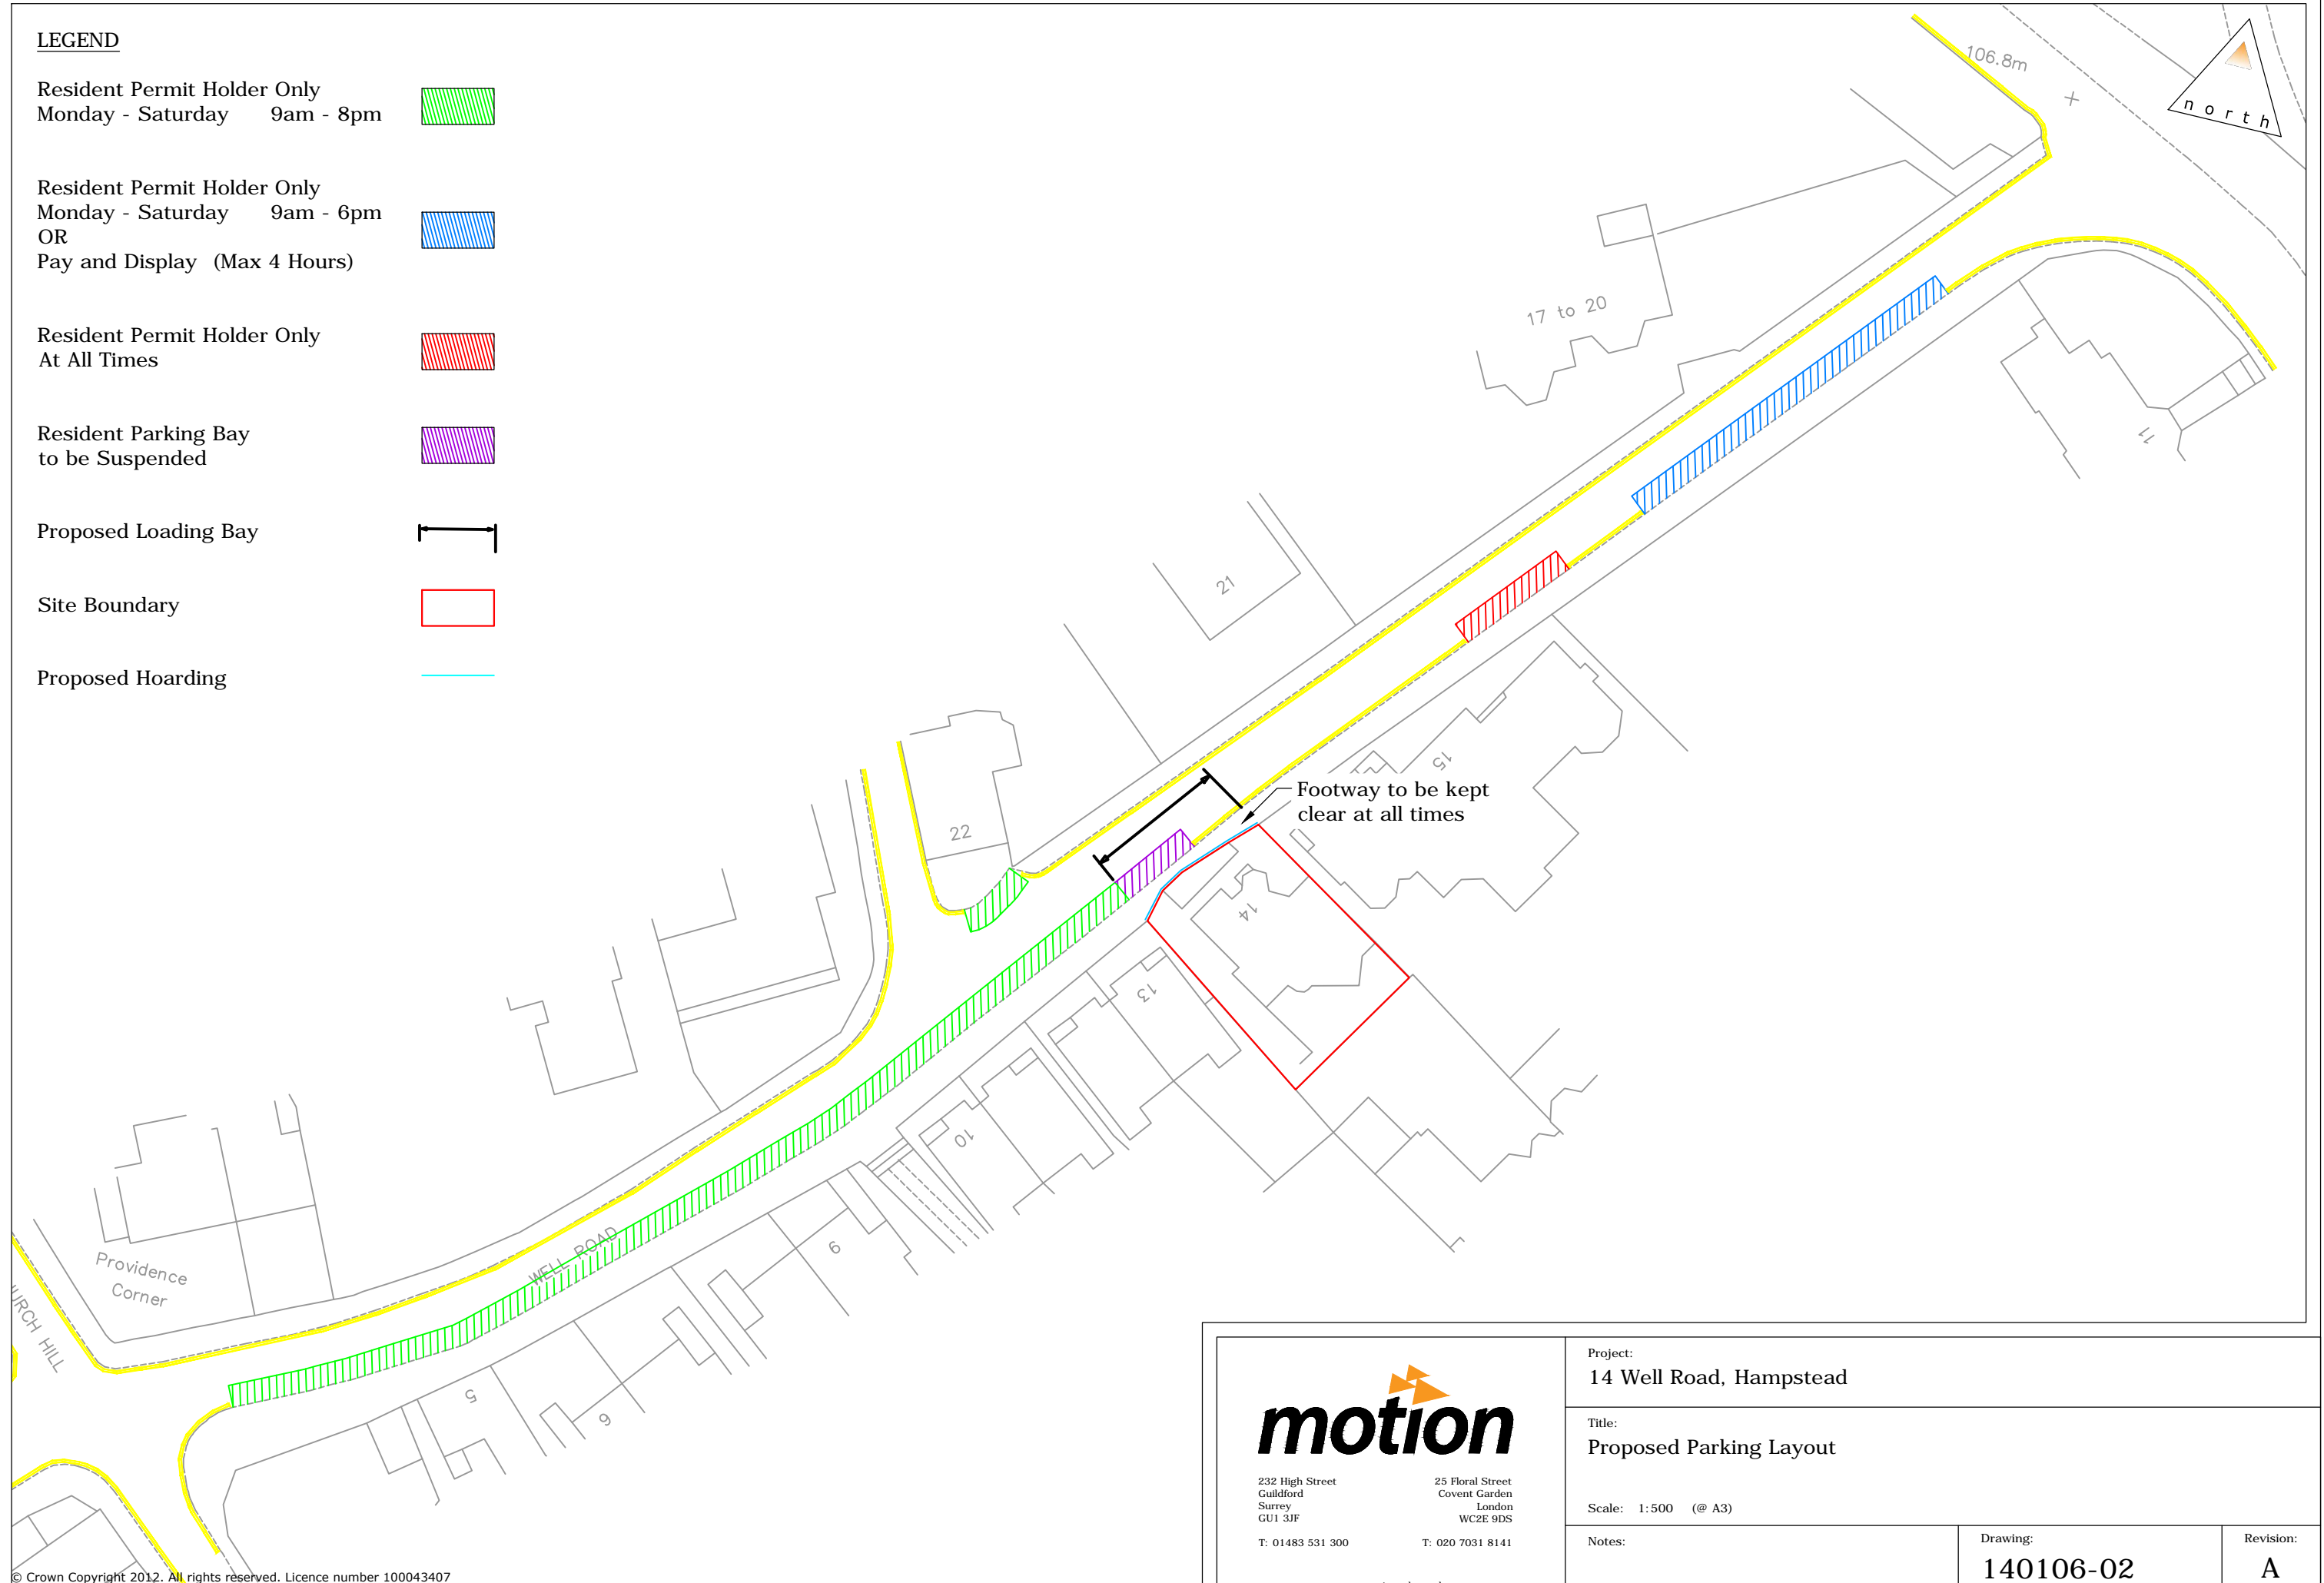 LEGEND
Resident Permit Holder Only
Monday - Saturday 9am - 8pm
Resident Permit Holder Only
Monday - Saturday 9am - 6pm
OR
Pay and Display (Max 4 Hours)
Resident Permit Holder Only
At All Times
Resident Parking Bay
to be Suspended
Proposed Loading Bay
Site Boundary
Proposed Hoarding
106.8m
north
17 to 20
11
21
15
Footway to be kept
clear at all times
22
14
13
10
9
WELL ROAD
Providence
Corner
URCH HILL
5
6
motion
232 High Street
Guildford
Surrey
GU1 3JF
T: 01483 531 300
25 Floral Street
Covent Garden
London
WC2E 9DS
T: 020 7031 8141
Project:
14 Well Road, Hampstead
Title:
Proposed Parking Layout
Scale: 1:500 (@ A3)
Notes:
Drawing:
140106-02
Revision:
A
© Crown Copyright 2012. All rights reserved. Licence number 100043407